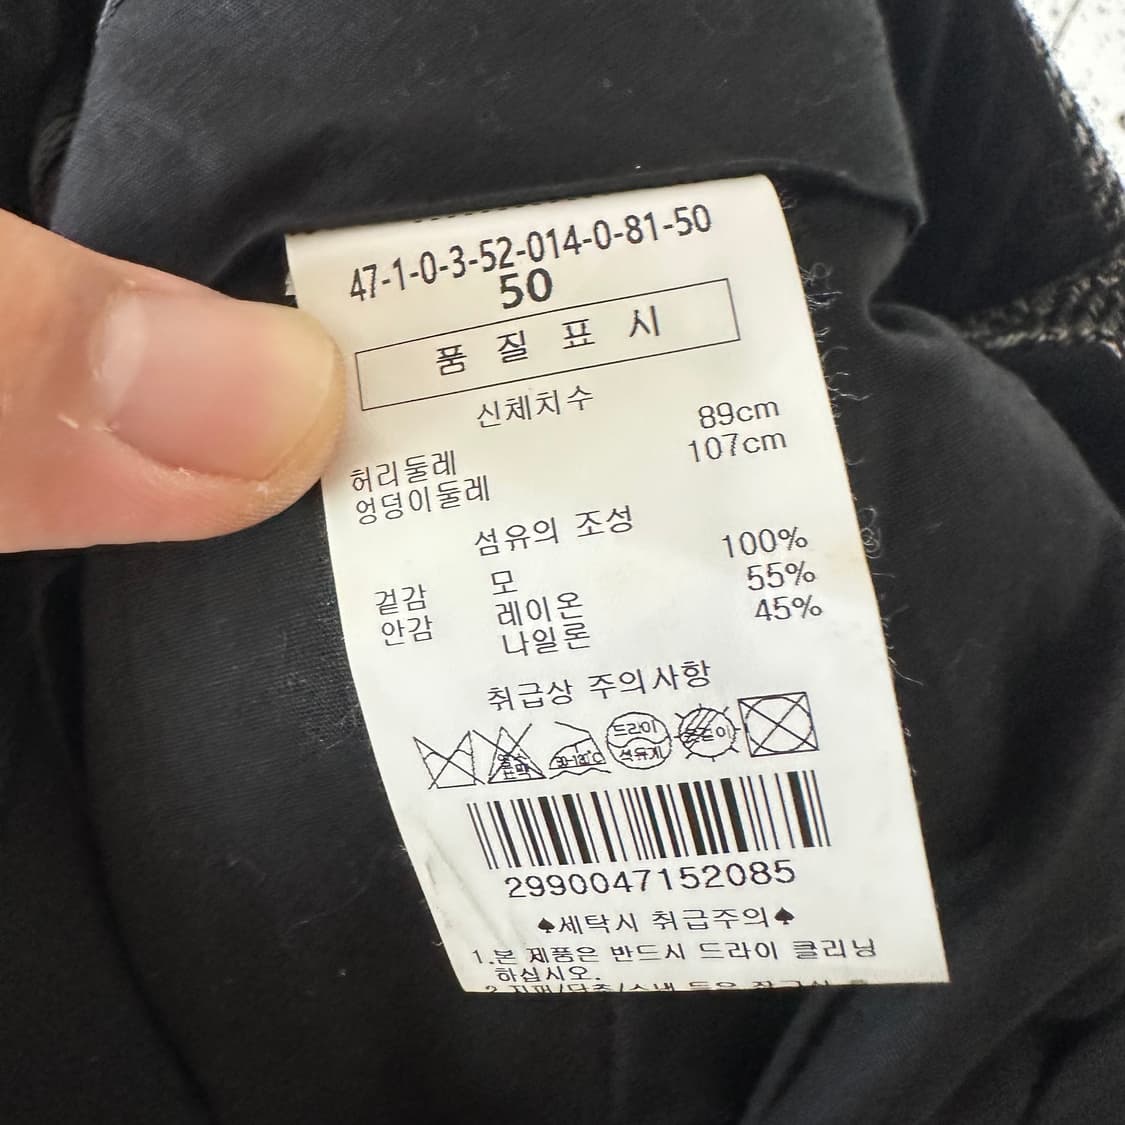 47-1-0-3-52-014-0-81-50
50
품 질 표 시
신체치수
허리둘레 89cm
엉덩이둘레 107cm
섬유의 조성
겉감 모 100%
안감 레이온 55%
나일론 45%
취급상 주의사항
드라이
석유계
2990047152085
♠세탁시 취급주의♠
1.본 제품은 반드시 드라이 클리닝
하십시오.